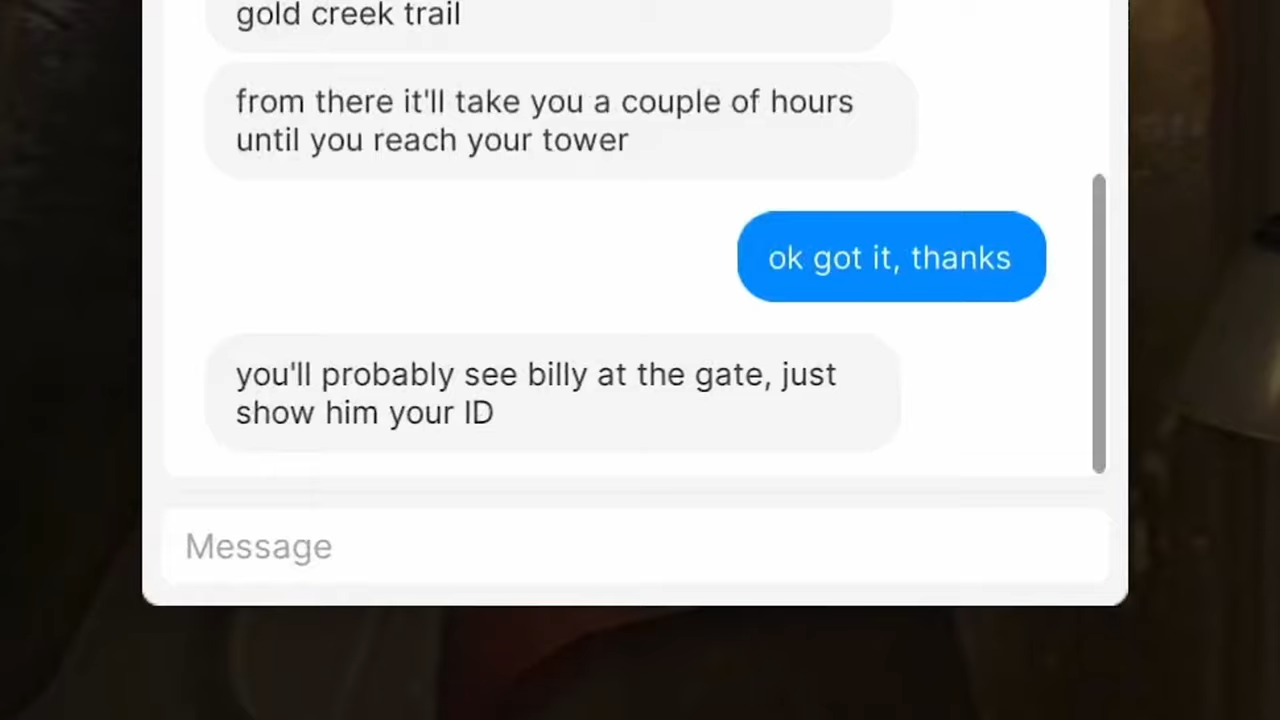 gold creek trail
from there it'll take you a couple of hours
until you reach your tower
ok got it, thanks
you'll probably see billy at the gate, just
show him your ID
Message